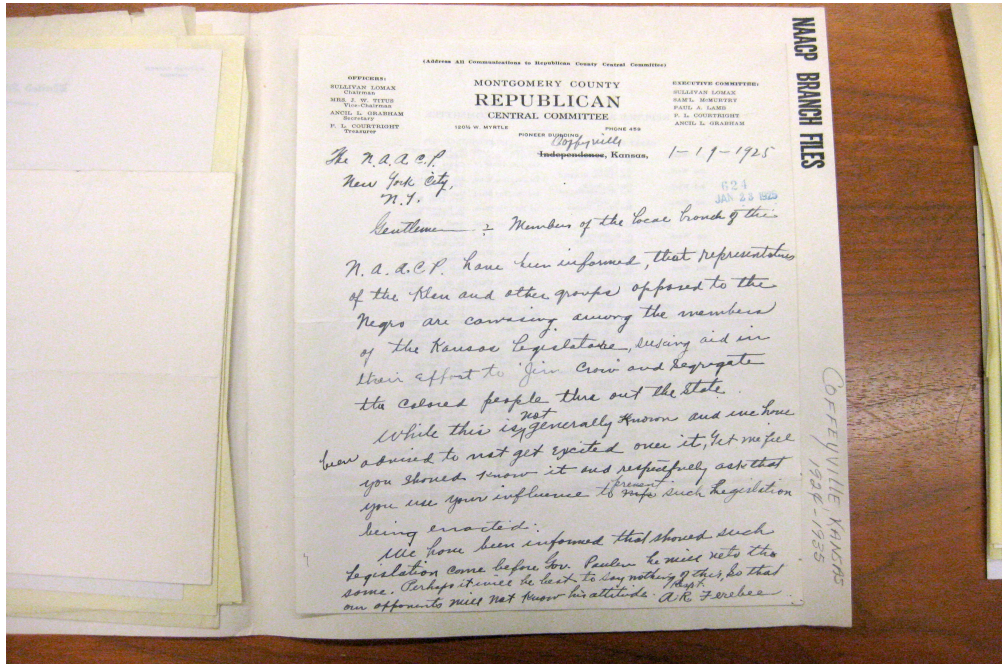 (Address All Communications to Republican County Central Committee)
OFFICERS:
SULLIVAN LOMAX
Chairman
MRS. J. W. TITUS
Vice-Chairman
ANCIL L. GRABHAM
Secretary
P. L. COURTRIGHT
Treasurer
MONTGOMERY COUNTY
REPUBLICAN
CENTRAL COMMITTEE
120½ W. MYRTLE PHONE 459
PIONEER BUILDING
EXECUTIVE COMMITTEE:
SULLIVAN LOMAX
SAM'L McMURTRY
PAUL A. LAMB
P. L. COURTRIGHT
ANCIL L. GRABHAM
Coffeyville
Independence, Kansas, 1-19-1925
624
JAN 23 1925
The N.A.A.C.P.
New York City,
N.Y.
Gentlemen : Members of the local branch of the
N.A.A.C.P. have been informed, that representatives
of the Klan and other groups opposed to the
Negro are canvasing among the members
of the Kansas Legislature, seeking aid in
their effort to Jim Crow and Segregate
the colored people thru out the State.
While this is not generally known and we have
been advised to not get excited over it, Yet we feel
you should know it and respectfully ask that
you use your influence to prevent such Legislation
being enacted.
We have been informed that should such
Legislation come before Gov. Paulen he will veto the
same. Perhaps it will be best to say nothing of this, so that
our opponents will not know his attitude. Respt.
A R Ferebee
NAACP BRANCH FILES
COFFEYVILLE, KANSAS